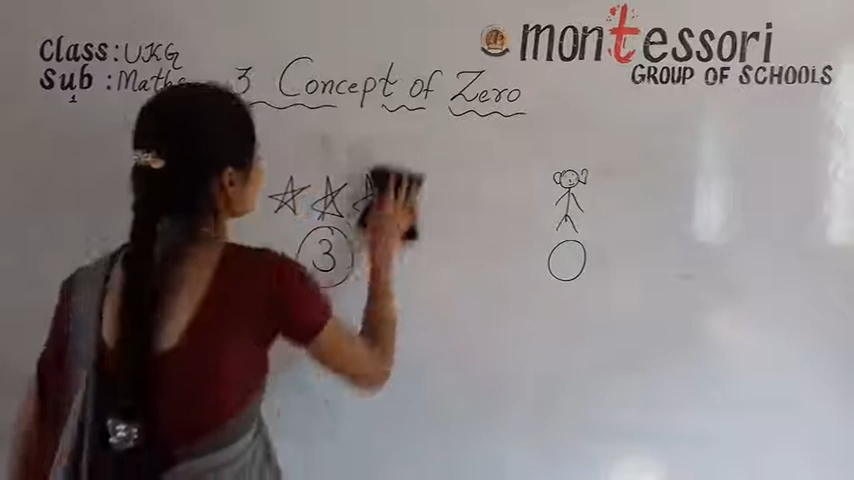 Class: UKG
Sub: Maths
3 Concept of Zero
montessori
GROUP OF SCHOOLS
3